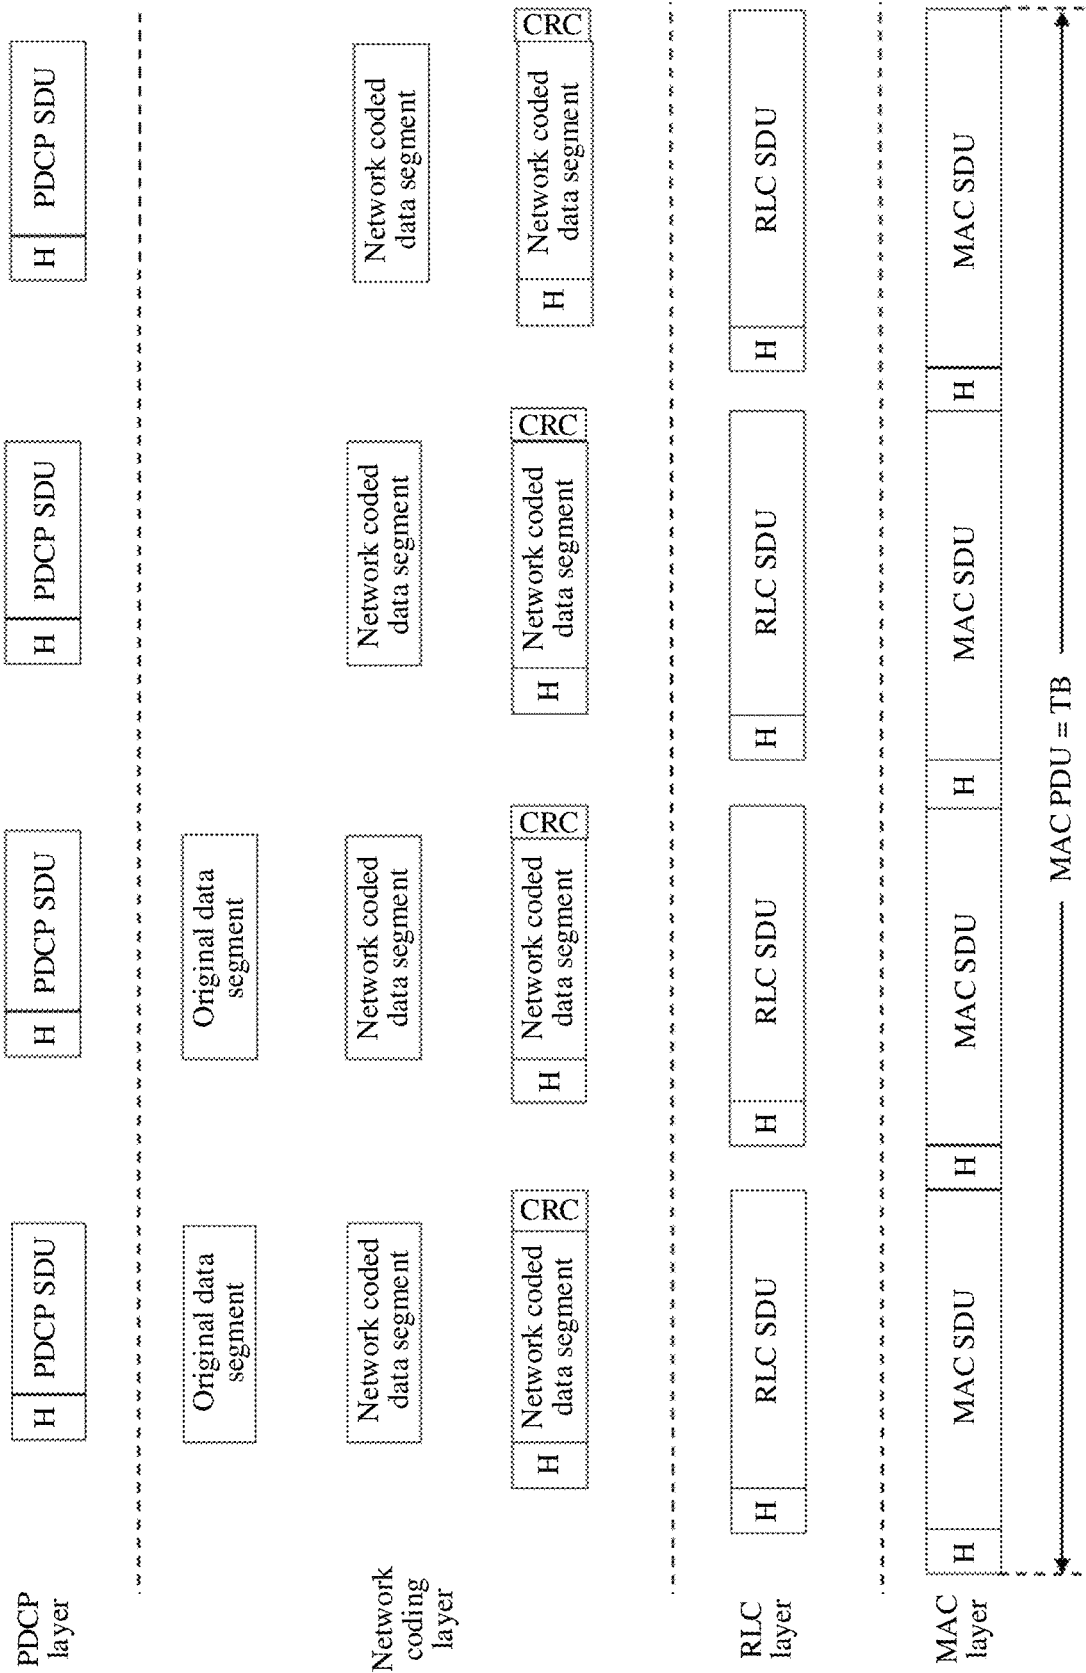 PDCP
layer
H
PDCP SDU
H
PDCP SDU
H
PDCP SDU
H
PDCP SDU
Network
coding
layer
Original data
segment
Original data
segment
Network coded
data segment
Network coded
data segment
Network coded
data segment
Network coded
data segment
H
Network coded
data segment
CRC
H
Network coded
data segment
CRC
H
Network coded
data segment
CRC
H
Network coded
data segment
CRC
RLC
layer
H
RLC SDU
H
RLC SDU
H
RLC SDU
H
RLC SDU
MAC
layer
H
MAC SDU
H
MAC SDU
H
MAC SDU
H
MAC SDU
MAC PDU = TB